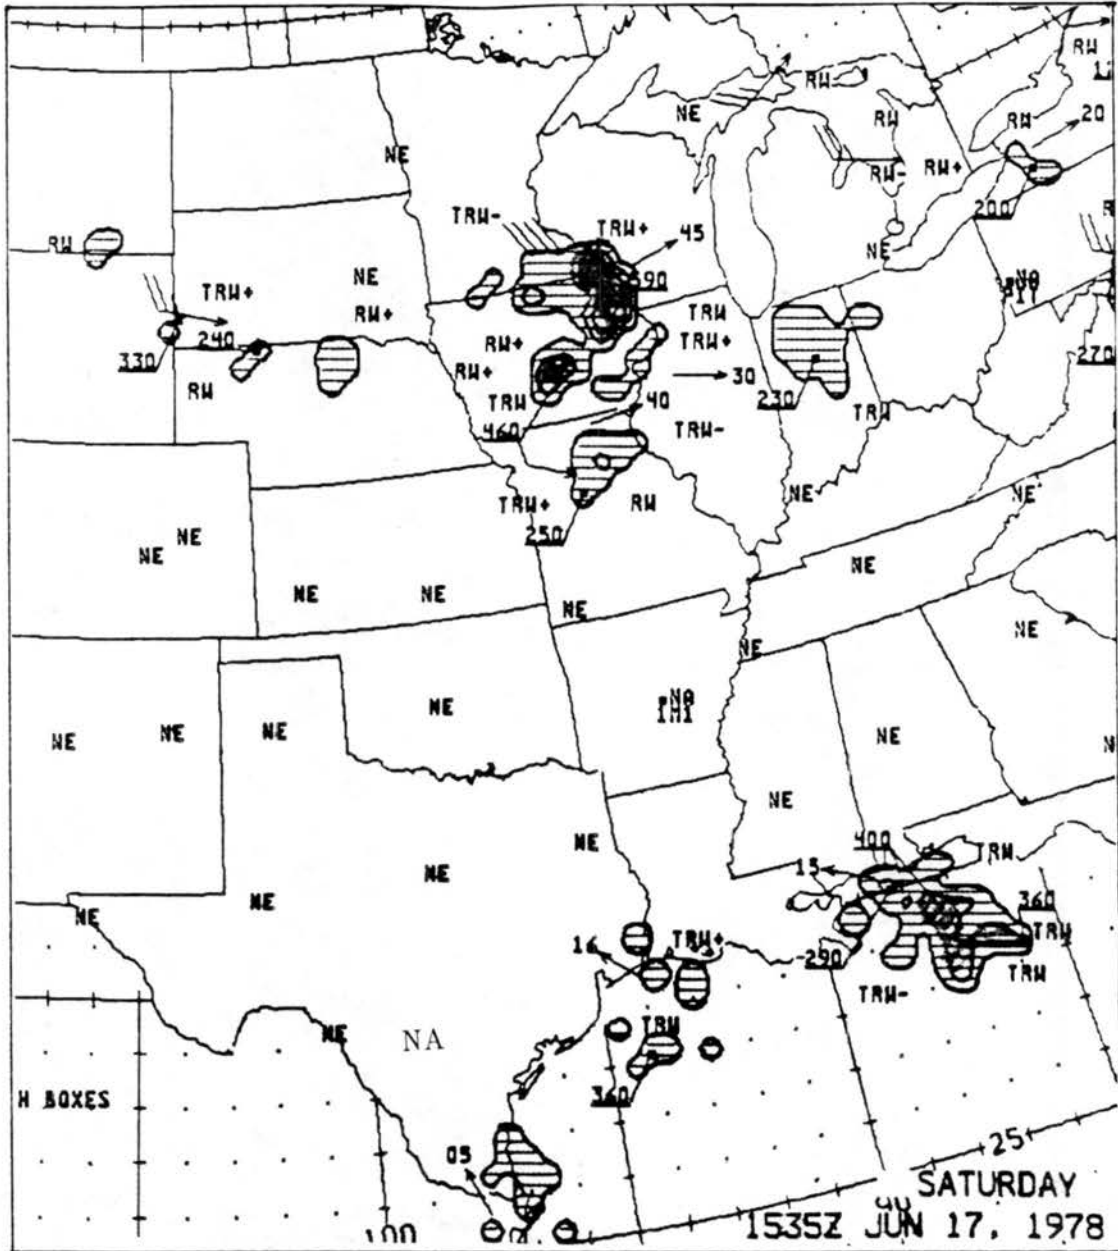 RW
12
RW
NE
20
RW
RW
NE
RW-
RW+
TRW-
TRW+
200
RW
45
NE
NE
NA
TRW+
RW+
TRW
240
RW+
TRW+
270
330
RW+
30
RW
TRW
40
230
TRW
460
TRW-
NE
NE
TRW+
RW
250
NE
NE
NE
NE
NE
NE
NE
NE
NA
NE
NE
NE
NE
NE
NE
400
TRW
NE
NE
15
NE
NE
360
TRW+
TRW
16
290
TRW
TRW-
NE
NA
TRW
H BOXES
360
25
05
SATURDAY
100
90
1535Z JUN 17, 1978